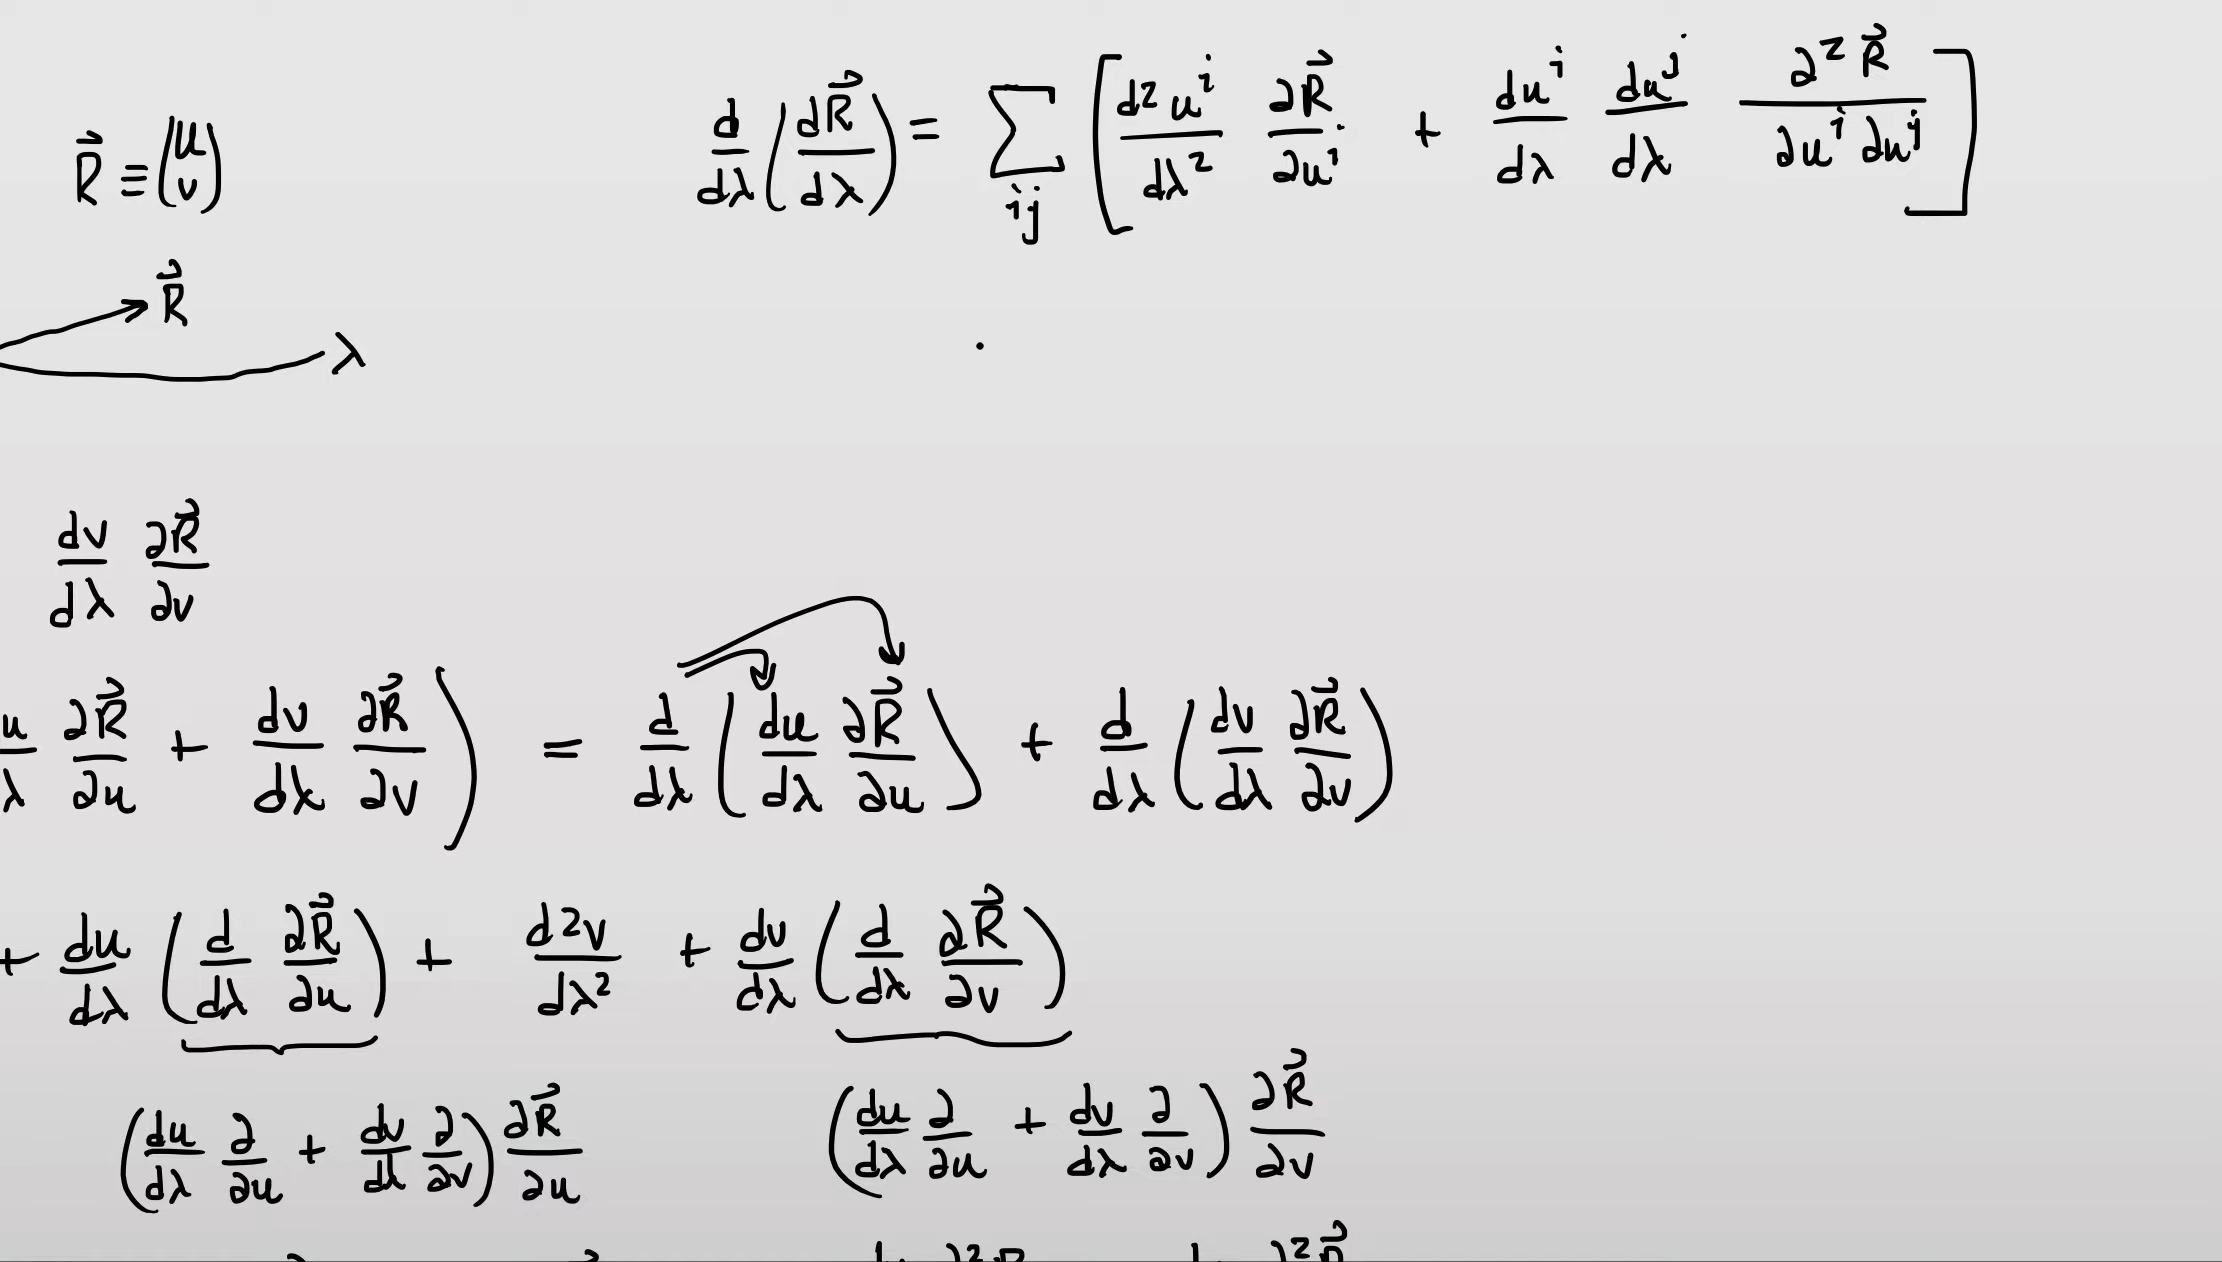 R⃗ ≡ (u v)
d/dλ (dR⃗/dλ) = Σ_ij [d2u^i/dλ² ∂R⃗/∂u^i + du^i/dλ du^j/dλ ∂²R⃗/∂u^i∂u^j]
R⃗
λ
dv/dλ ∂R⃗/∂v
u/λ ∂R⃗/∂u + dv/dλ ∂R⃗/∂v) = d/dλ (du/dλ ∂R⃗/∂u) + d/dλ (dv/dλ ∂R⃗/∂v)
+ du/dλ (d/dλ ∂R⃗/∂u) + d2v/dλ² + dv/dλ (d/dλ ∂R⃗/∂v)
(du/dλ ∂/∂u + dv/dλ ∂/∂v) ∂R⃗/∂u (du/dλ ∂/∂u + dv/dλ ∂/∂v) ∂R⃗/∂v